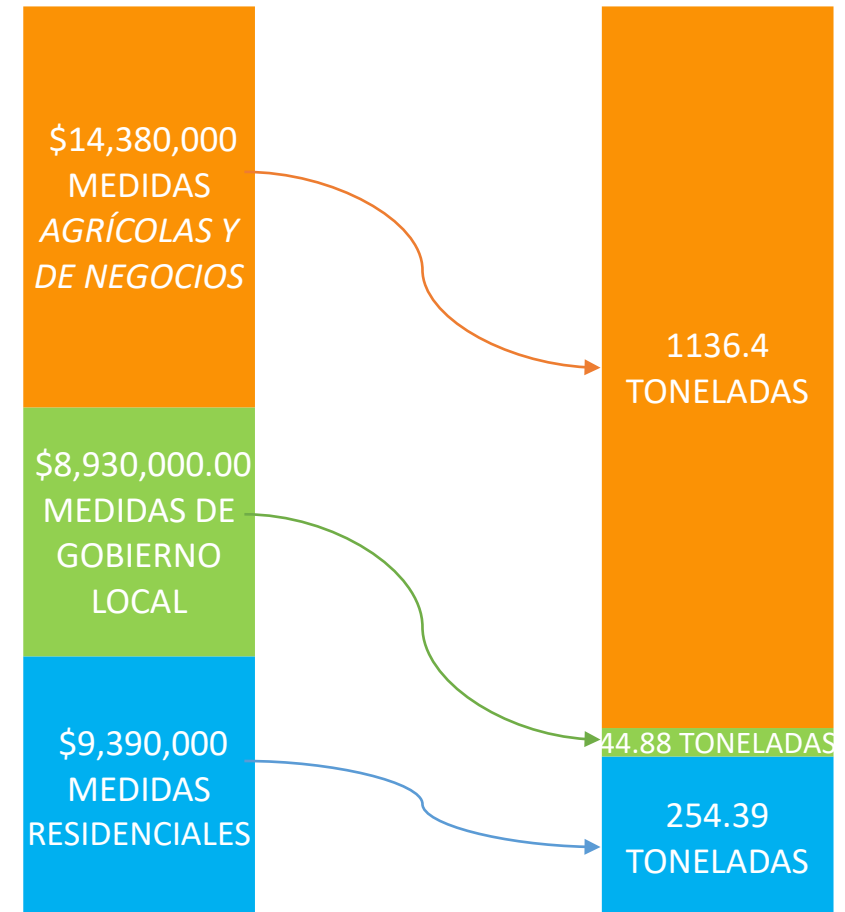 $14,380,000
MEDIDAS
AGRÍCOLAS Y
DE NEGOCIOS
$8,930,000.00
MEDIDAS DE
GOBIERNO
LOCAL
$9,390,000
MEDIDAS
RESIDENCIALES
1136.4
TONELADAS
44.88 TONELADAS
254.39
TONELADAS